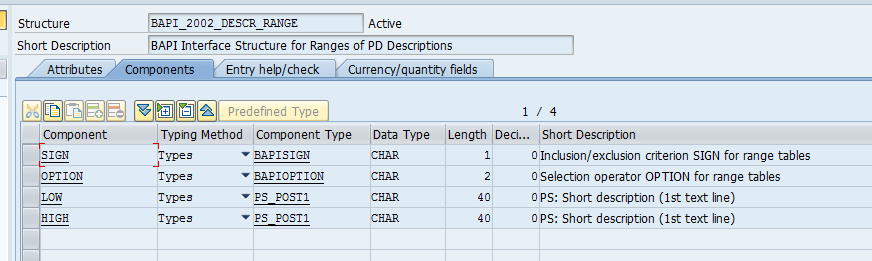 Structure BAPI_2002_DESCR_RANGE Active
Short Description BAPI Interface Structure for Ranges of PD Descriptions
Attributes Components Entry help/check Currency/quantity fields
Predefined Type 1 / 4
Component Typing Method Component Type Data Type Length Deci... Short Description
SIGN Types BAPISIGN CHAR 1 0 Inclusion/exclusion criterion SIGN for range tables
OPTION Types BAPIOPTION CHAR 2 0 Selection operator OPTION for range tables
LOW Types PS_POST1 CHAR 40 0 PS: Short description (1st text line)
HIGH Types PS_POST1 CHAR 40 0 PS: Short description (1st text line)